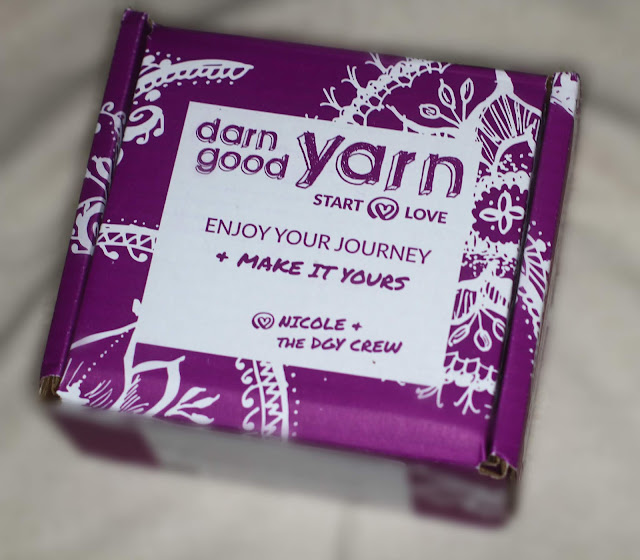 darn good yarn
START LOVE
ENJOY YOUR JOURNEY
+ MAKE IT YOURS
NICOLE +
THE DGY CREW